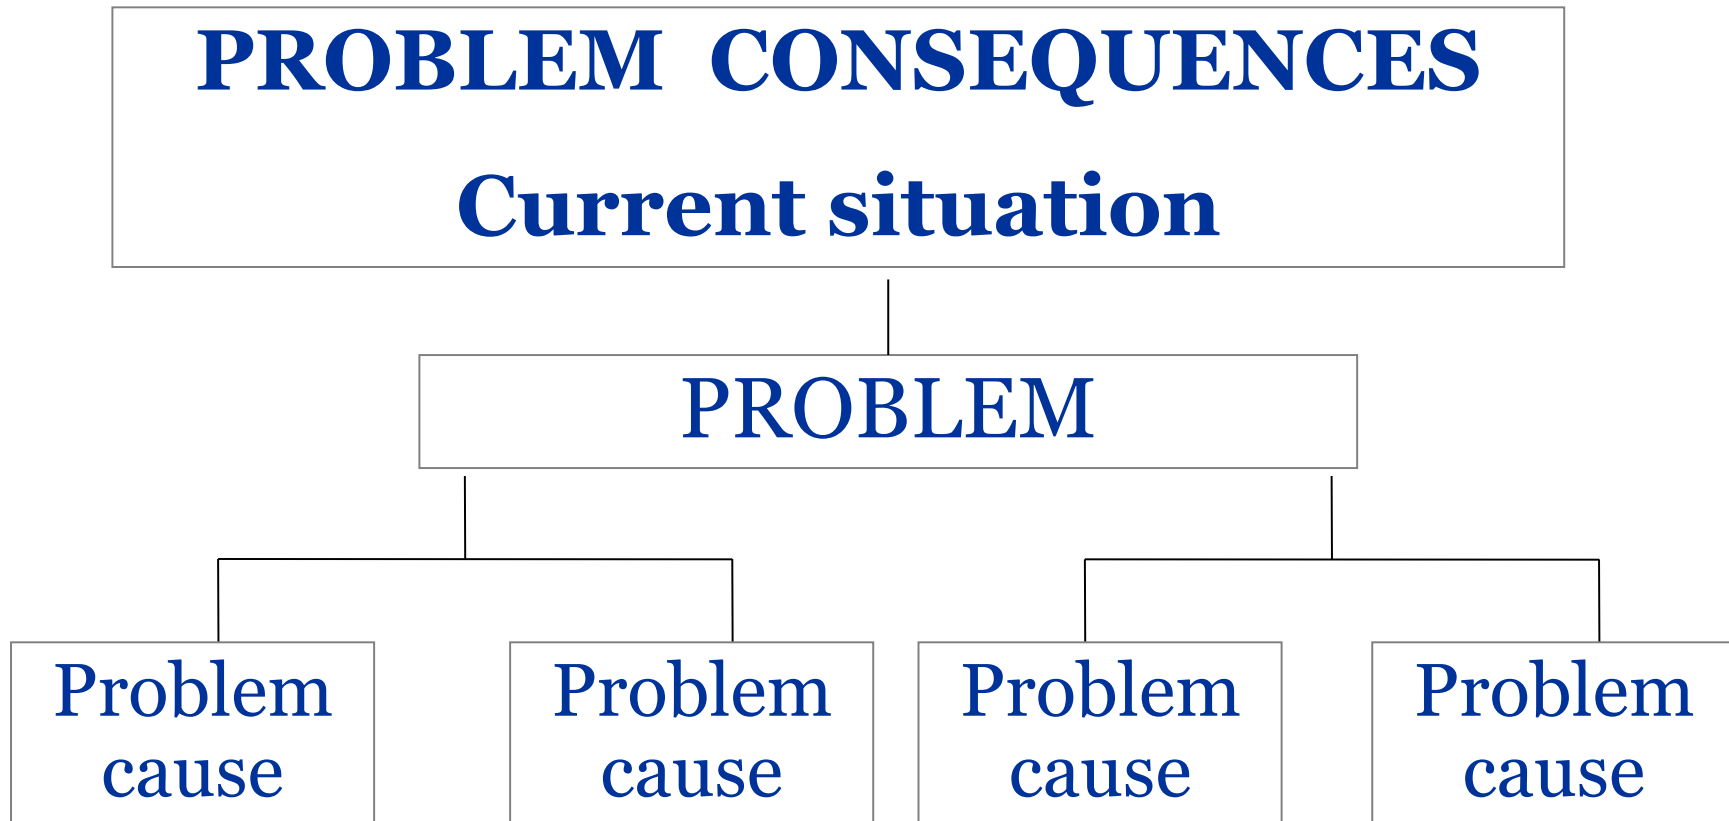 PROBLEM CONSEQUENCES
Current situation
PROBLEM
Problem
cause
Problem
cause
Problem
cause
Problem
cause